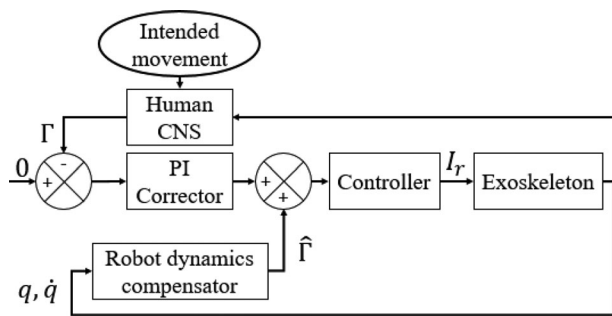 Intended
movement
Human
CNS
Γ
0
-
+
PI
Corrector
+
+
Controller
I_r
Exoskeleton
Γ̂
Robot dynamics
compensator
q, q̇